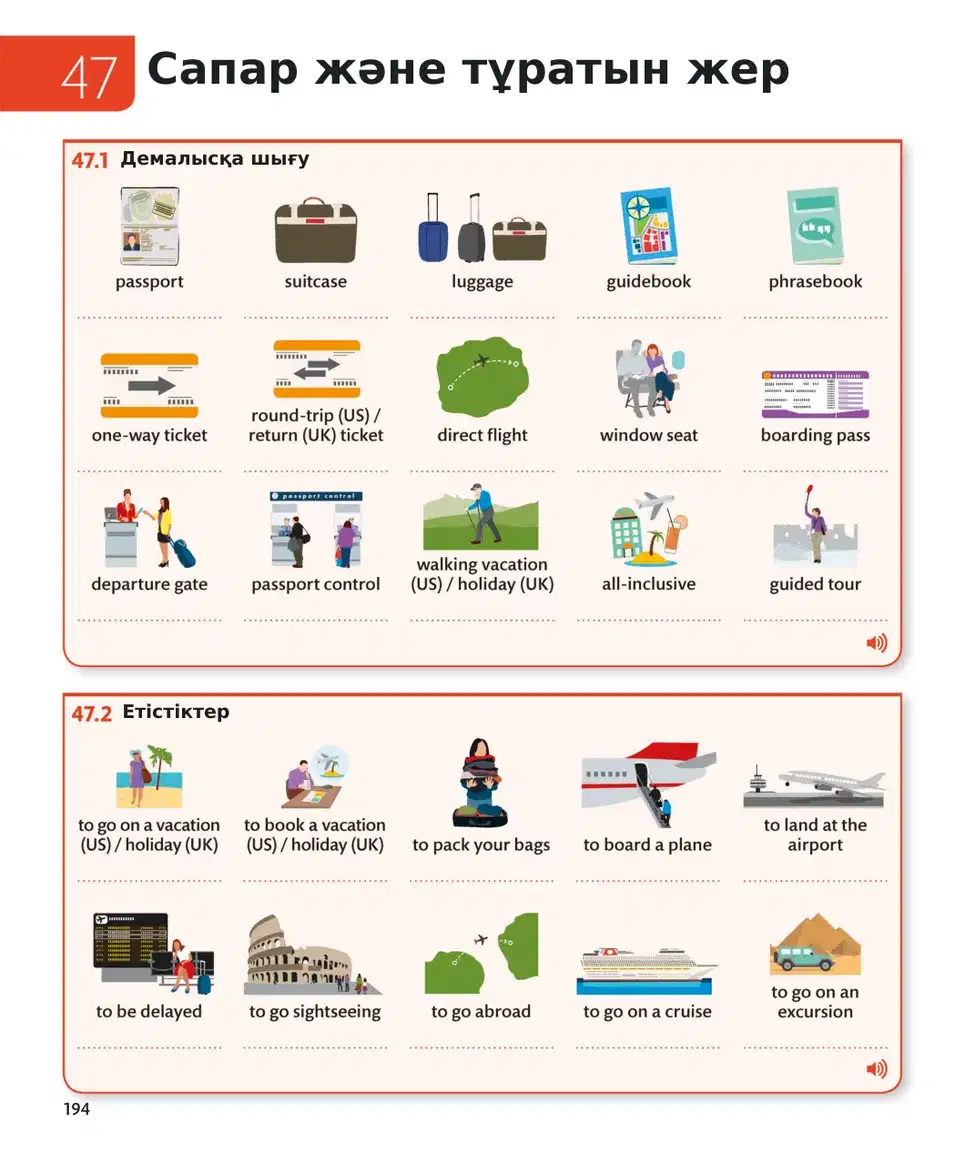 47 Сапар және тұратын жер
47.1 Демалысқа шығу
passport
suitcase
luggage
guidebook
phrasebook
one-way ticket
round-trip (US) /
return (UK) ticket
direct flight
window seat
boarding pass
departure gate
passport control
passport control
walking vacation
(US) / holiday (UK)
all-inclusive
guided tour
47.2 Етістіктер
to go on a vacation
(US) / holiday (UK)
to book a vacation
(US) / holiday (UK)
to pack your bags
to board a plane
to land at the
airport
to be delayed
to go sightseeing
to go abroad
to go on a cruise
to go on an
excursion
194